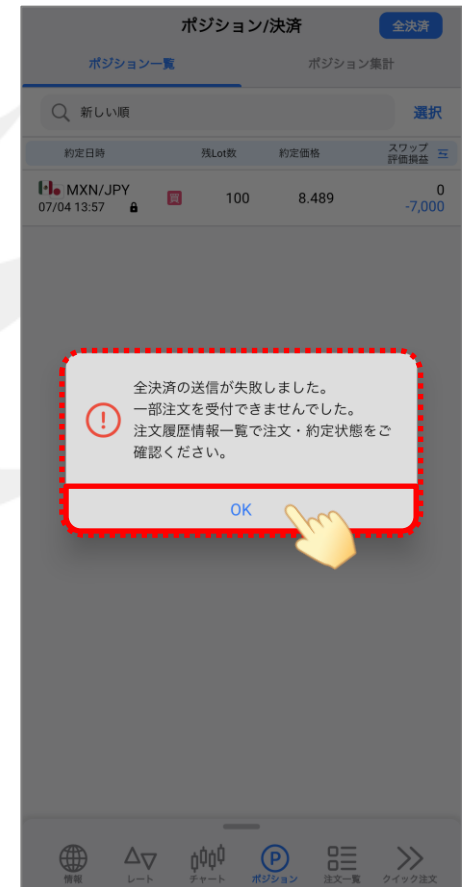 ポジション/決済
全決済
ポジション一覧
ポジション集計
新しい順
選択
約定日時 残Lot数 約定価格 スワップ
評価損益
MXN/JPY 買 100 8.489 0
07/04 13:57 -7,000
全決済の送信が失敗しました。
一部注文を受付できませんでした。
注文履歴情報一覧で注文・約定状態をご
確認ください。
OK
情報 レート チャート ポジション 注文一覧 クイック注文